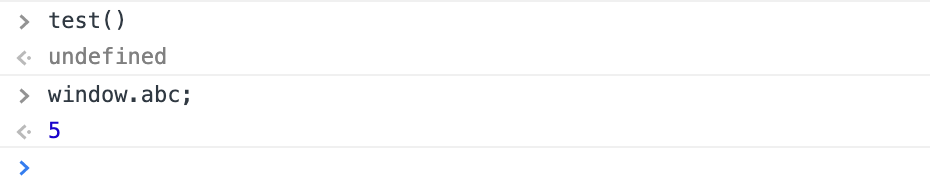 test()
undefined
window.abc;
5